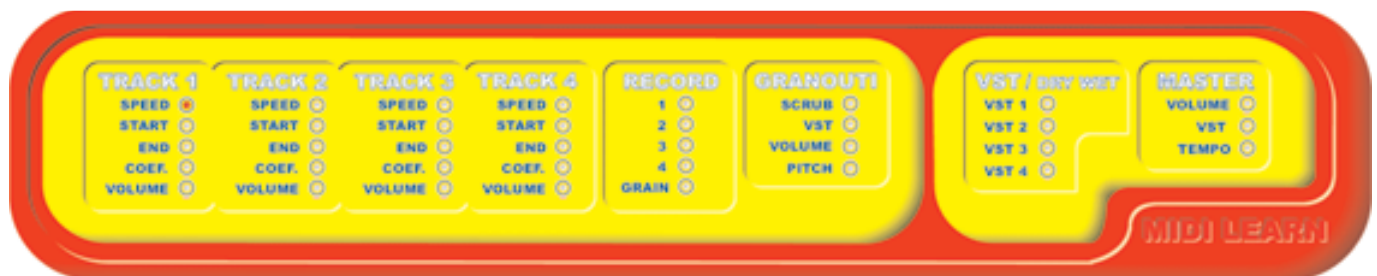 TRACK 1
SPEED
START
END
COEF.
VOLUME
TRACK 2
SPEED
START
END
COEF.
VOLUME
TRACK 3
SPEED
START
END
COEF.
VOLUME
TRACK 4
SPEED
START
END
COEF.
VOLUME
RECORD
1
2
3
4
GRAIN
GRANOUTI
SCRUB
VST
VOLUME
PITCH
VST / DRY WET
VST 1
VST 2
VST 3
VST 4
MASTER
VOLUME
VST
TEMPO
MIDI LEARN